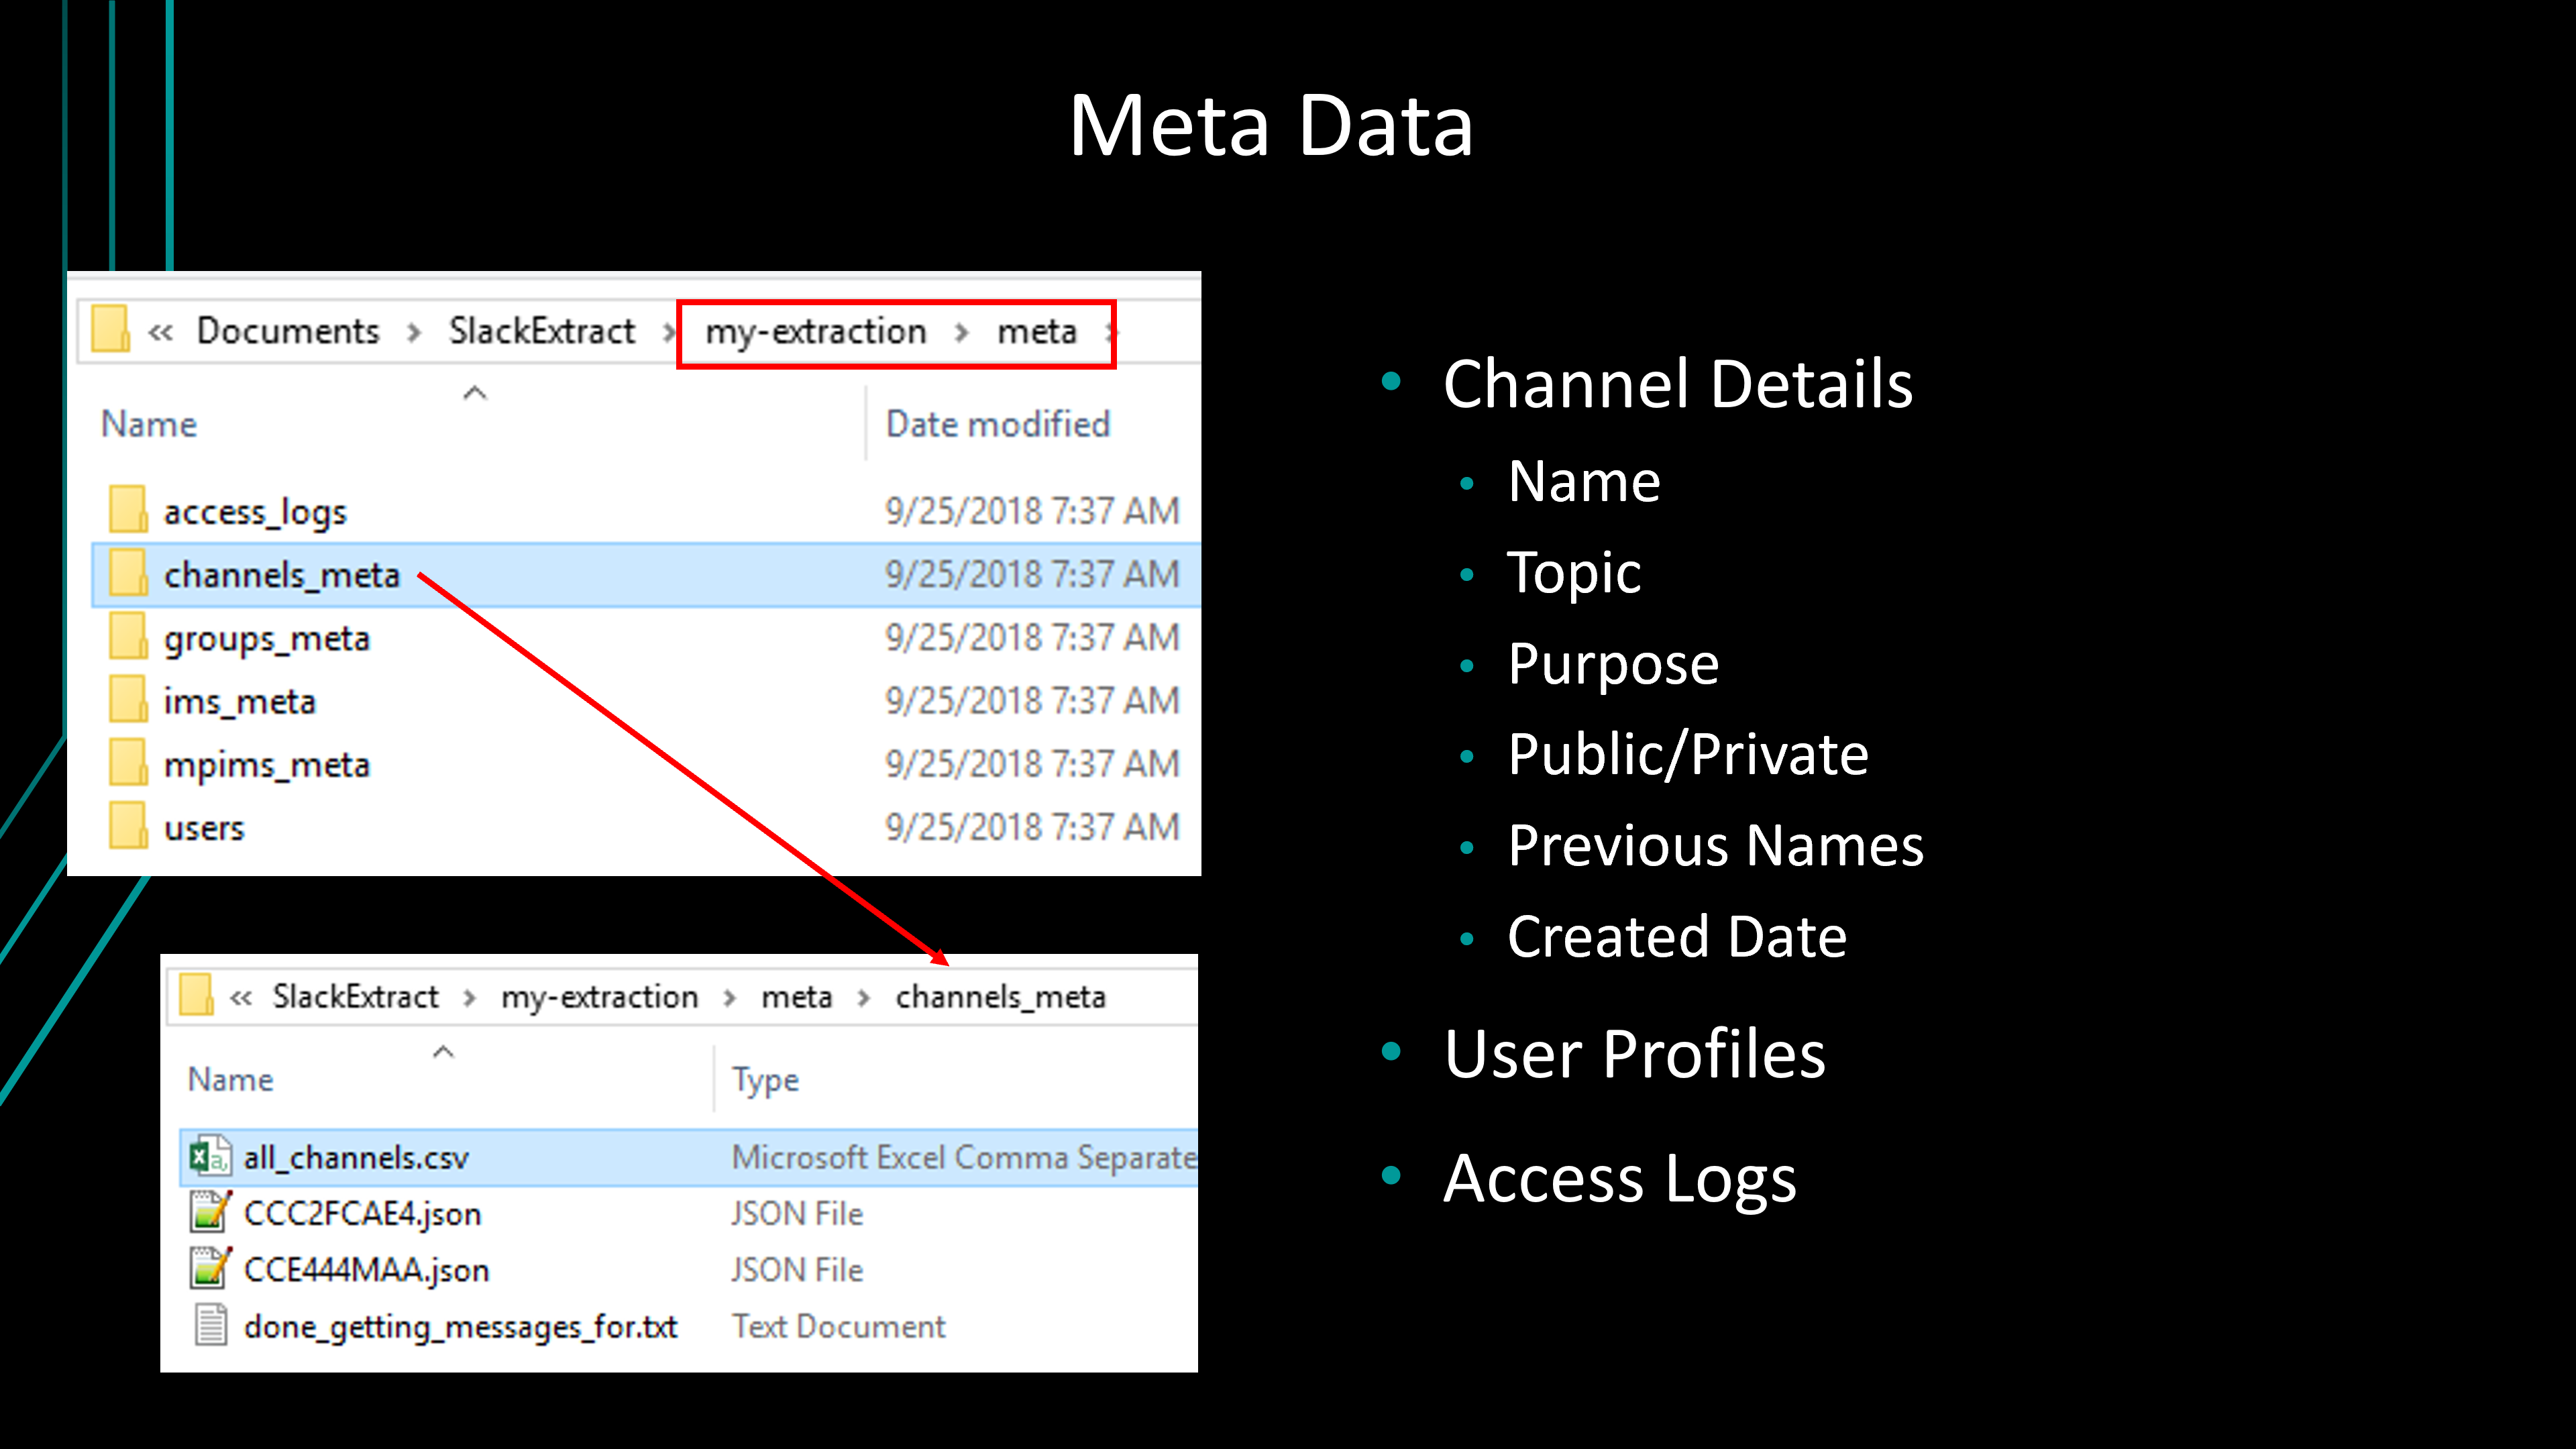 Meta Data
« Documents > SlackExtract > my-extraction > meta >
Name Date modified
access_logs 9/25/2018 7:37 AM
channels_meta 9/25/2018 7:37 AM
groups_meta 9/25/2018 7:37 AM
ims_meta 9/25/2018 7:37 AM
mpims_meta 9/25/2018 7:37 AM
users 9/25/2018 7:37 AM
« SlackExtract > my-extraction > meta > channels_meta
Name Type
all_channels.csv Microsoft Excel Comma Separate
CCC2FCAE4.json JSON File
CCE444MAA.json JSON File
done_getting_messages_for.txt Text Document
• Channel Details
• Name
• Topic
• Purpose
• Public/Private
• Previous Names
• Created Date
• User Profiles
• Access Logs